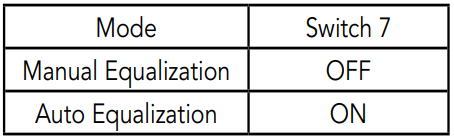 Mode Switch 7
Manual Equalization OFF
Auto Equalization ON